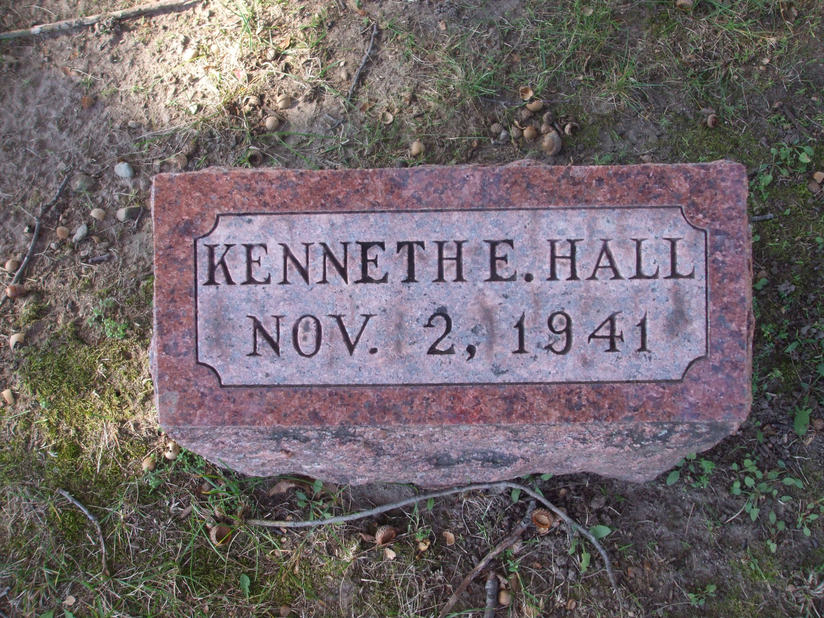 KENNETH E. HALL
NOV. 2, 1941